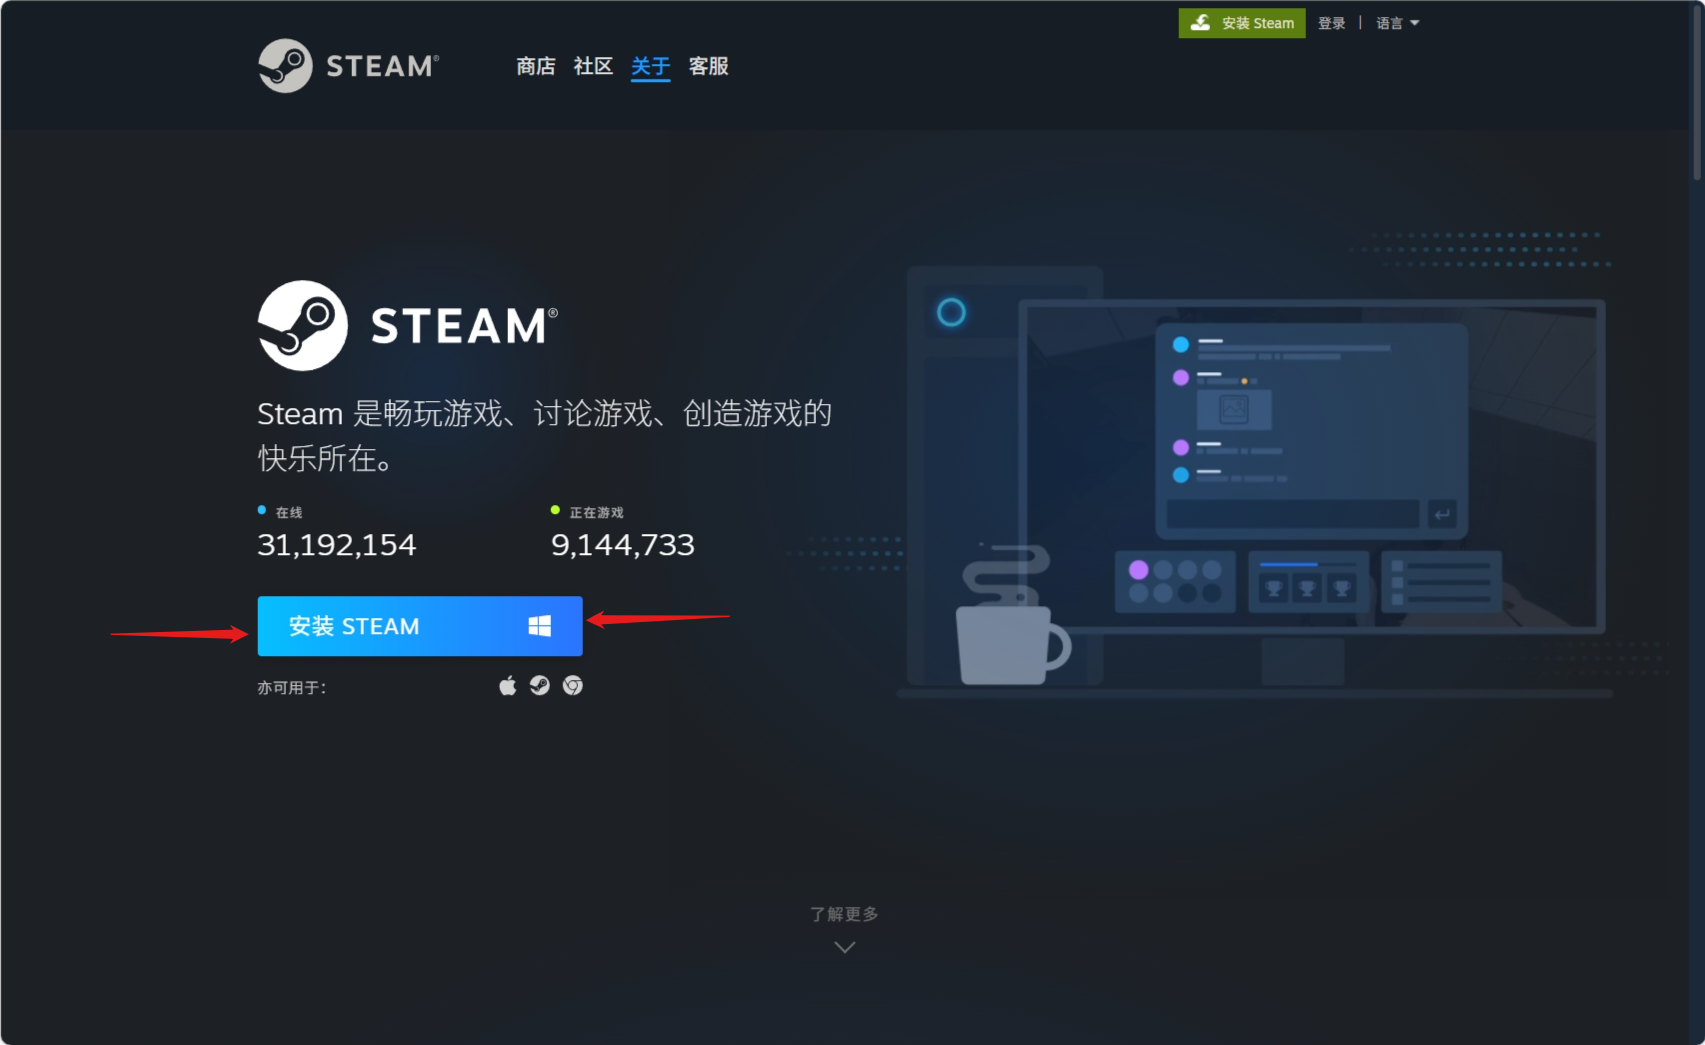 安装 Steam
登录
语言
STEAM®
商店
社区
关于
客服
STEAM®
Steam 是畅玩游戏、讨论游戏、创造游戏的
快乐所在。
在线
正在游戏
31,192,154
9,144,733
安装 STEAM
亦可用于：
了解更多